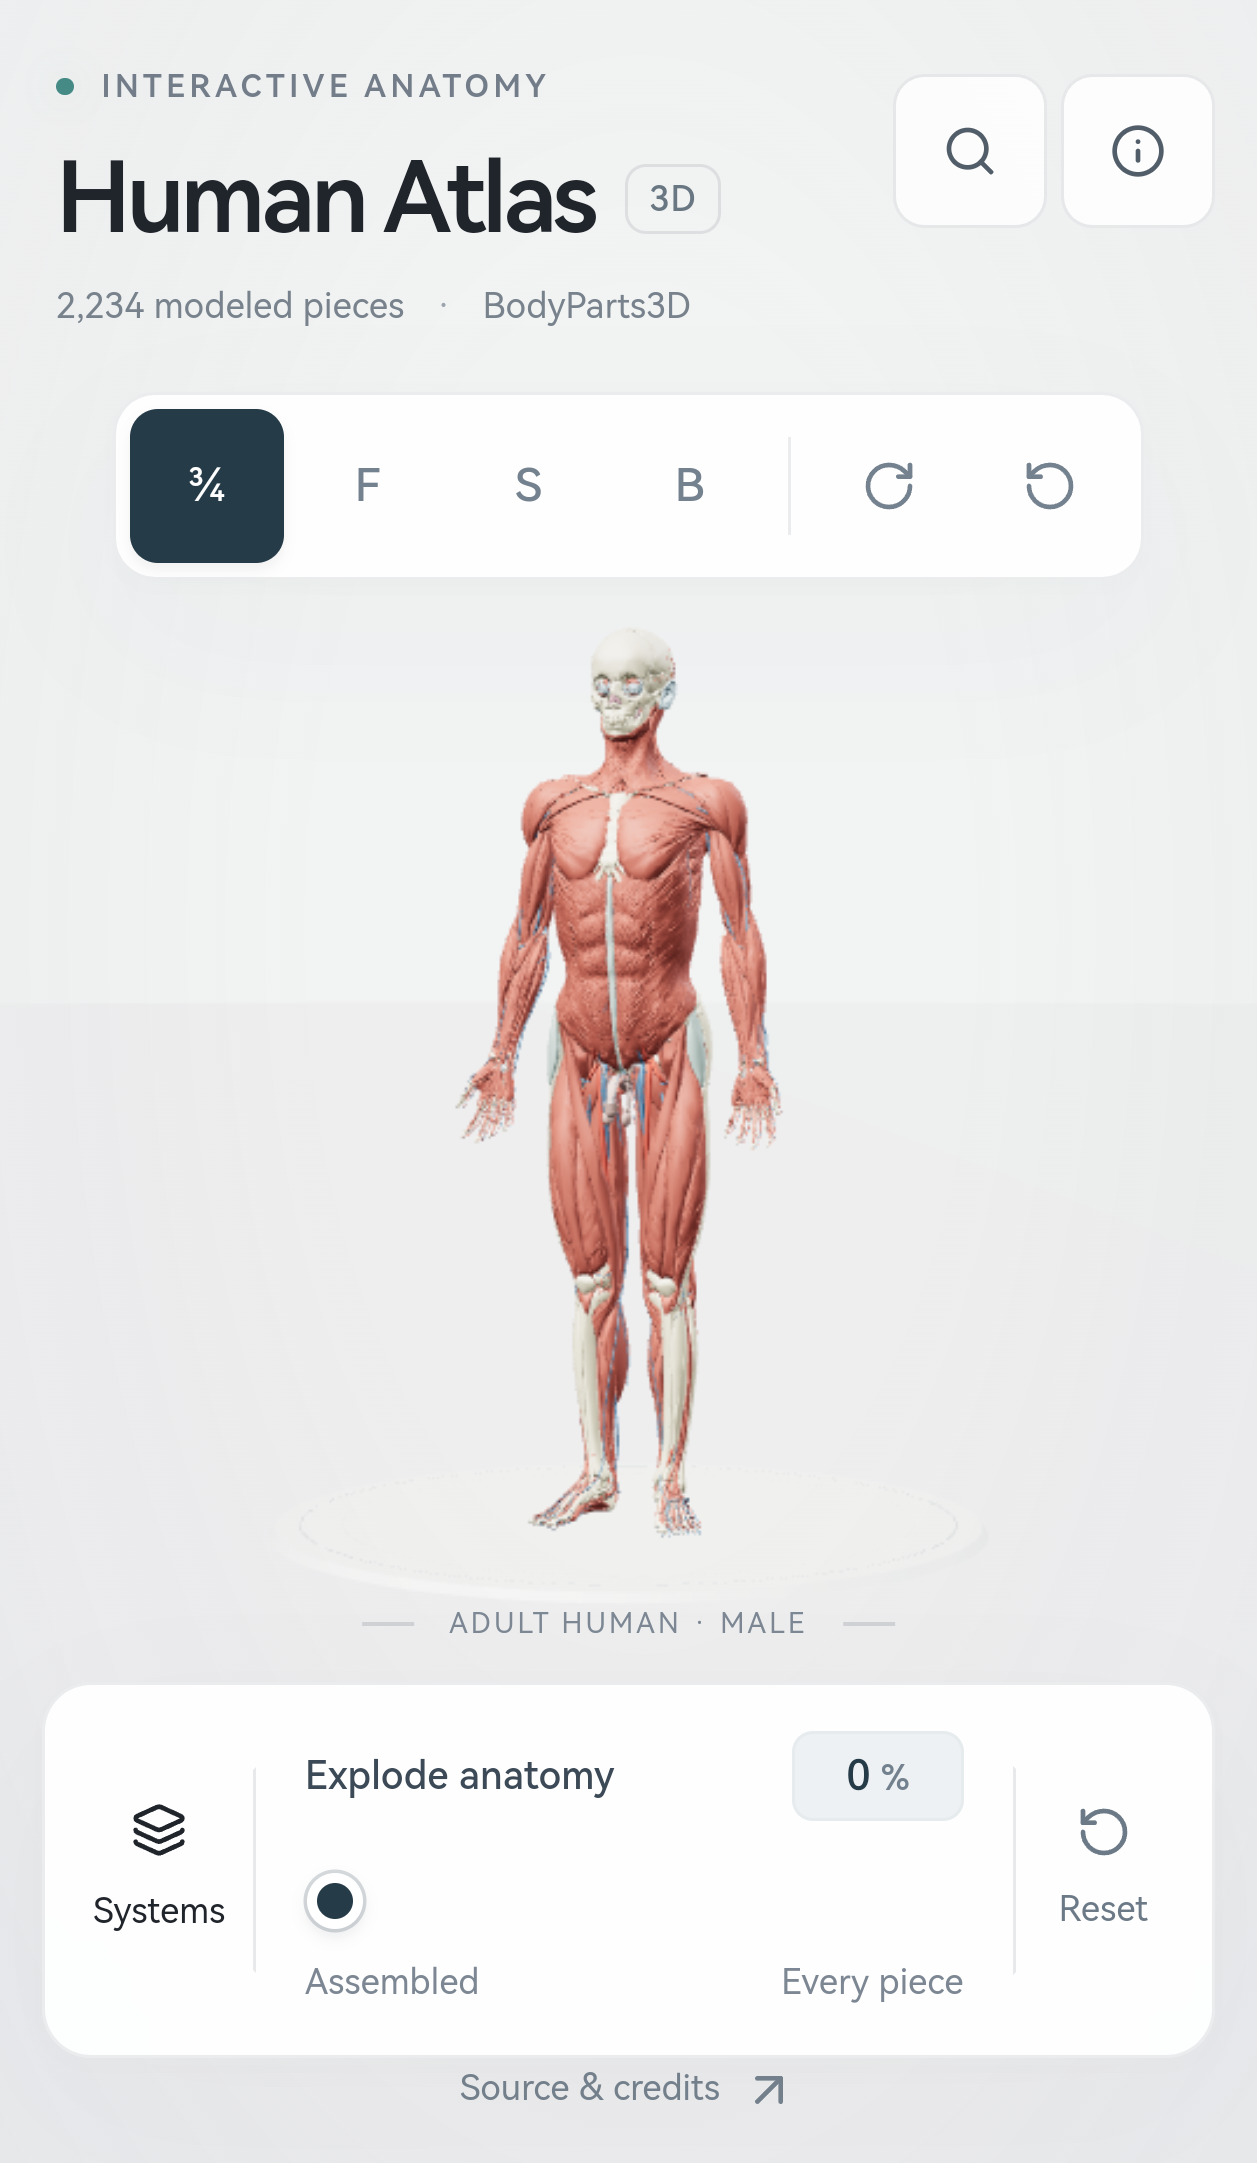 INTERACTIVE ANATOMY
Human Atlas 3D
2,234 modeled pieces · BodyParts3D
¾ F S B
ADULT HUMAN · MALE
Explode anatomy 0 %
Systems
Reset
Assembled Every piece
Source & credits